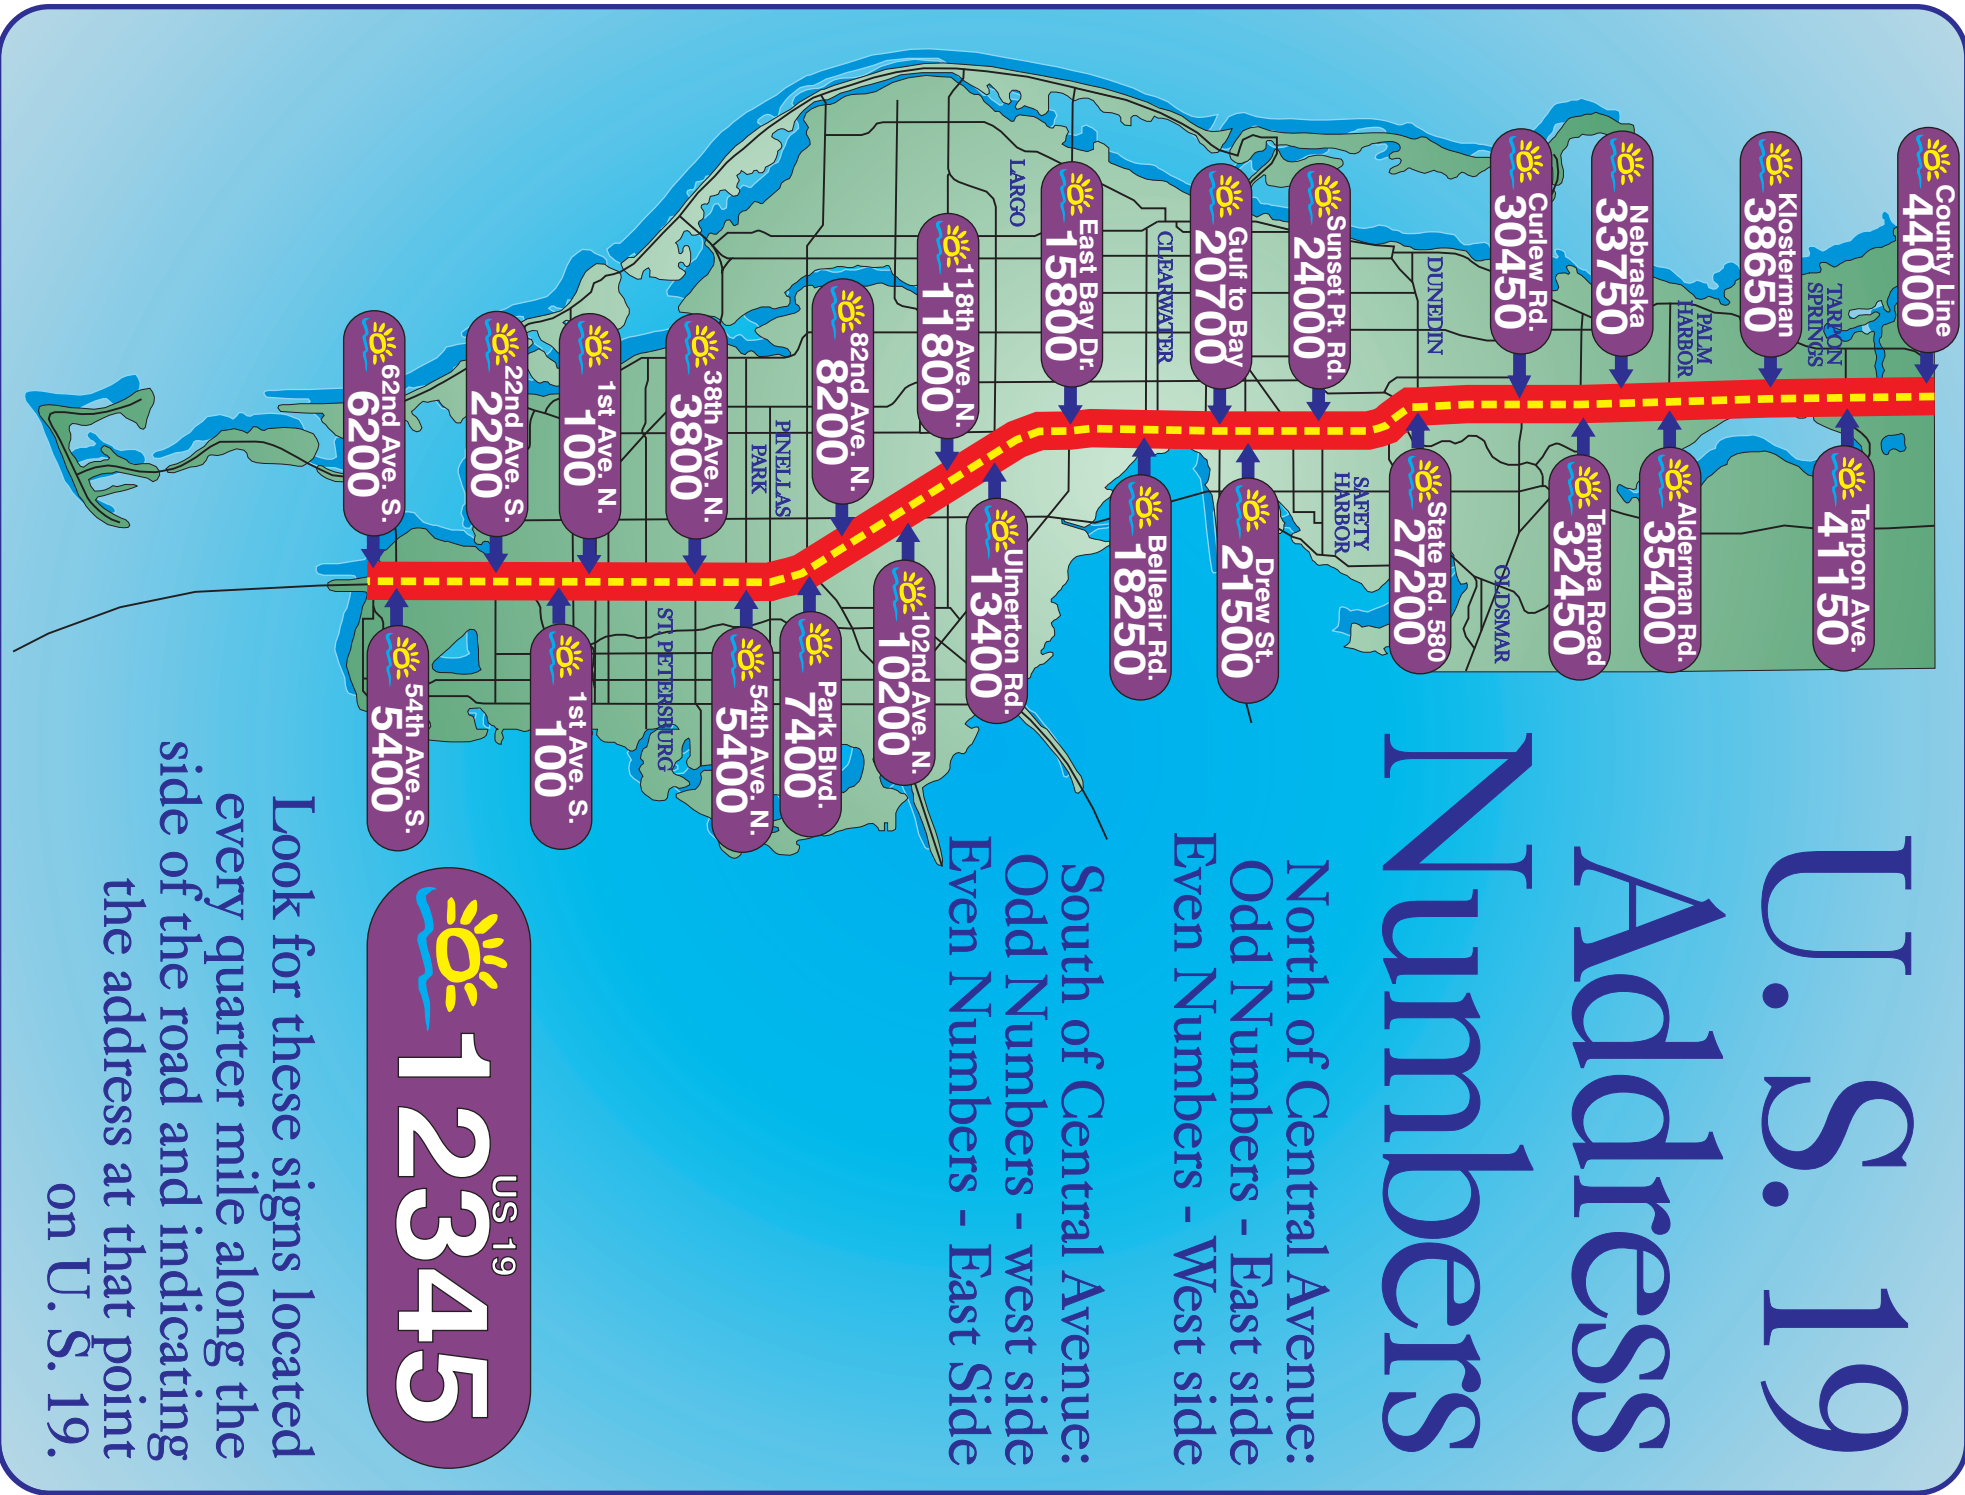 U. S. 19
Address
Numbers
North of Central Avenue:
Odd Numbers - East side
Even Numbers - West side
South of Central Avenue:
Odd Numbers - west side
Even Numbers - East Side
US 19
12345
Look for these signs located
every quarter mile along the
side of the road and indicating
the address at that point
on U. S. 19.
County Line
44000
TARPON
SPRINGS
Tarpon Ave.
41150
Klosterman
38650
PALM
HARBOR
Alderman Rd.
35400
Nebraska
33750
Tampa Road
32450
Curlew Rd.
30450
OLDSMAR
DUNEDIN
State Rd. 580
27200
SAFETY
HARBOR
Sunset Pt. Rd.
24000
Drew St.
21500
Gulf to Bay
20700
CLEARWATER
Belleair Rd.
18250
East Bay Dr.
15800
LARGO
Ulmerton Rd.
13400
118th Ave. N.
11800
102nd Ave. N.
10200
82nd Ave. N.
8200
Park Blvd.
7400
PINELLAS
PARK
54th Ave. N.
5400
38th Ave. N.
3800
ST. PETERSBURG
1st Ave. N.
100
1st Ave. S.
100
22nd Ave. S.
2200
54th Ave. S.
5400
62nd Ave. S.
6200